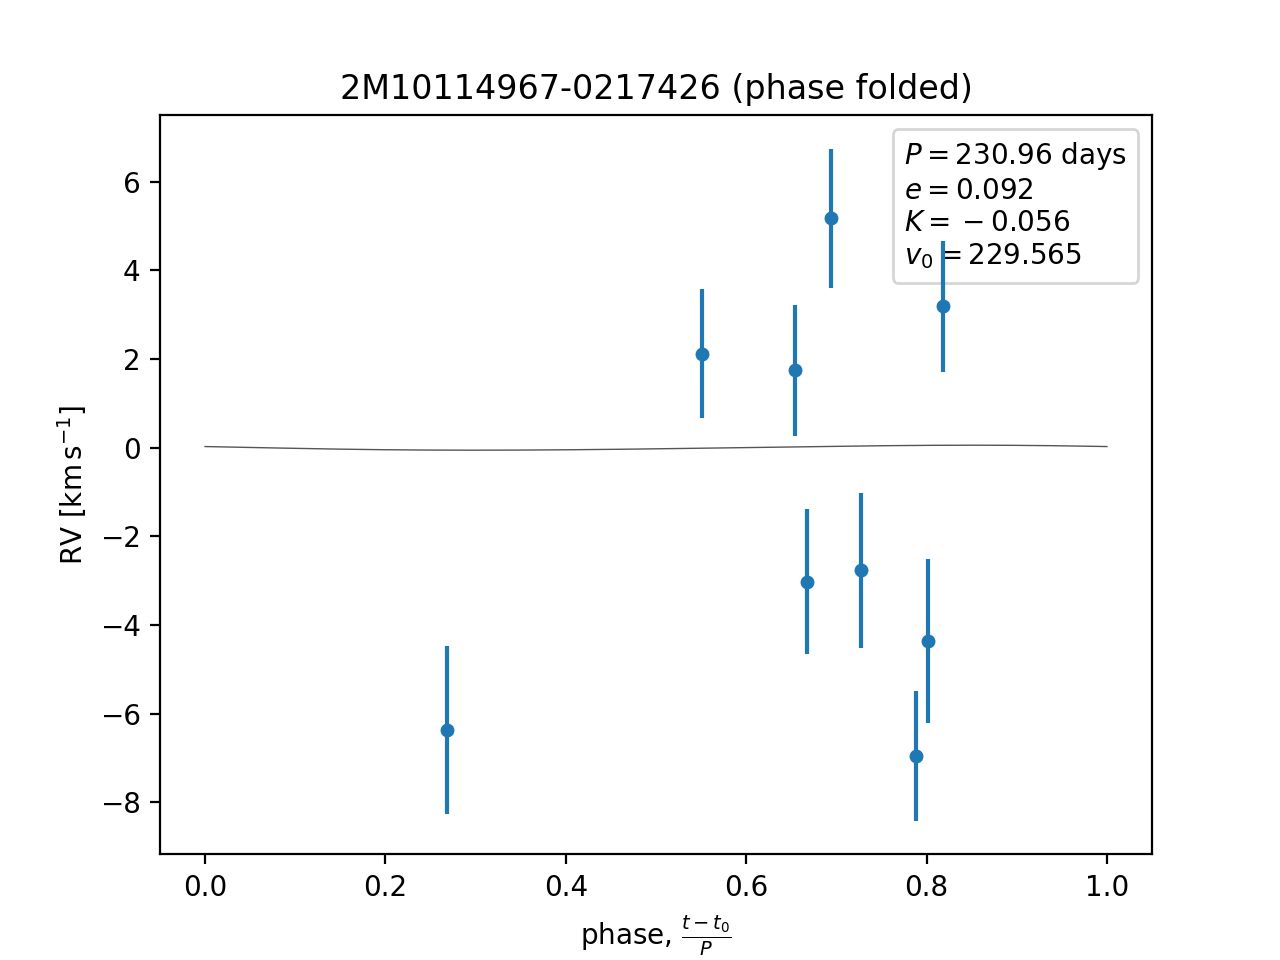 2M10114967-0217426 (phase folded)
P = 230.96 days
e = 0.092
K = −0.056
v₀ = 229.565
6
4
2
0
−2
−4
−6
−8
RV [km s⁻¹]
0.0 0.2 0.4 0.6 0.8 1.0
phase, (t − t₀)/P